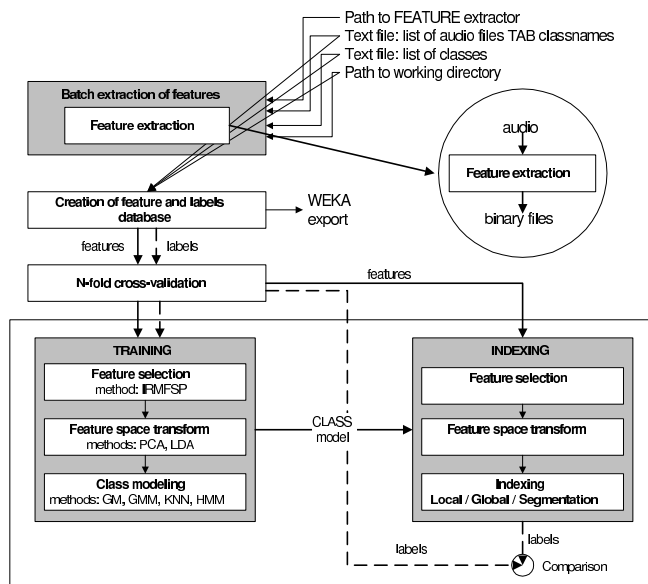 Path to FEATURE extractor
Text file: list of audio files TAB classnames
Text file: list of classes
Path to working directory
Batch extraction of features
Feature extraction
audio
Feature extraction
binary files
Creation of feature and labels
database
WEKA
export
features
labels
N-fold cross-validation
features
TRAINING
Feature selection
method: IRMFSP
Feature space transform
methods: PCA, LDA
Class modeling
methods: GM, GMM, KNN, HMM
CLASS
model
INDEXING
Feature selection
Feature space transform
Indexing
Local / Global / Segmentation
labels
labels
Comparison